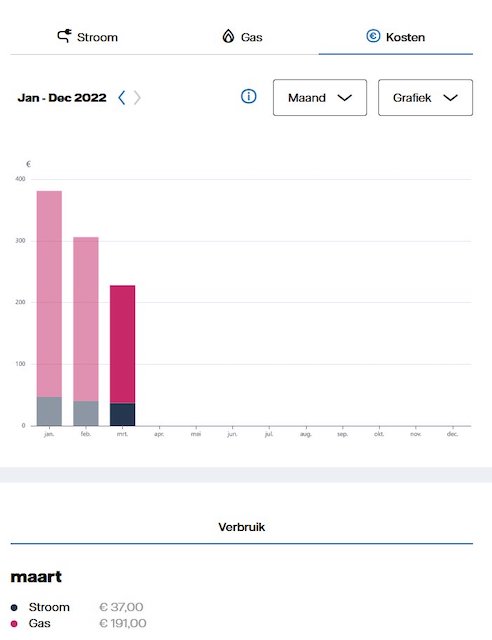 Stroom Gas Kosten
Jan - Dec 2022 Maand Grafiek
€
400
300
200
100
0
jan. feb. mrt. apr. mai jun. jul. aug. sep. okt. nov. dec.
Verbruik
maart
Stroom € 37,00
Gas € 191,00